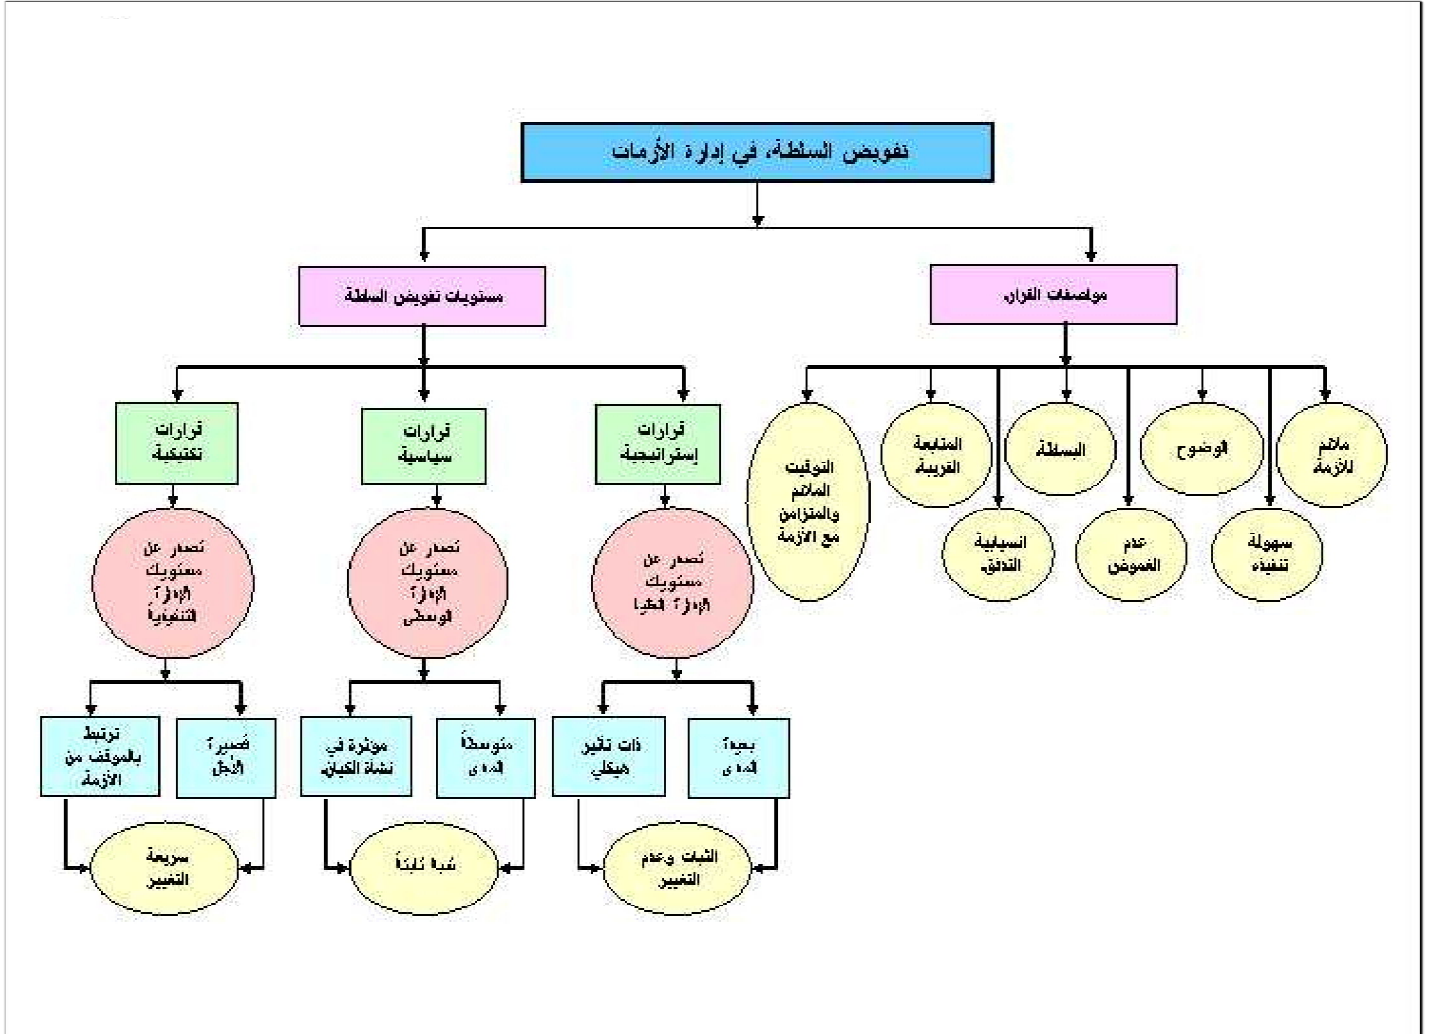 تفويض السلطة، في إدارة الأزمات
مواصفات القرار
مستويات تفويض السلطة
ملائم
للأزمة
الوضوح
البساطة
المتابعة
القريبة
التوقيت
الملائم
والمتزامن
مع الأزمة
سهولة
تنفيذه
عدم
الغموض
انسيابية
التدفق
قرارات
إستراتيجية
قرارات
سياسية
قرارات
تكتيكية
تصدر عن
مستويات
الإدارة العليا
تصدر عن
مستويات
الإدارة
الوسطى
تصدر عن
مستويات
الإدارة
التنفيذية
بعيدة
المدى
ذات تأثير
هيكلي
متوسطة
المدى
موثرة في
نشأة الكيان
قصيرة
الأجل
ترتبط
بالموقف من
الأزمة
الثبات وعدم
التغيير
شبه ثابتة
سريعة
التغيير